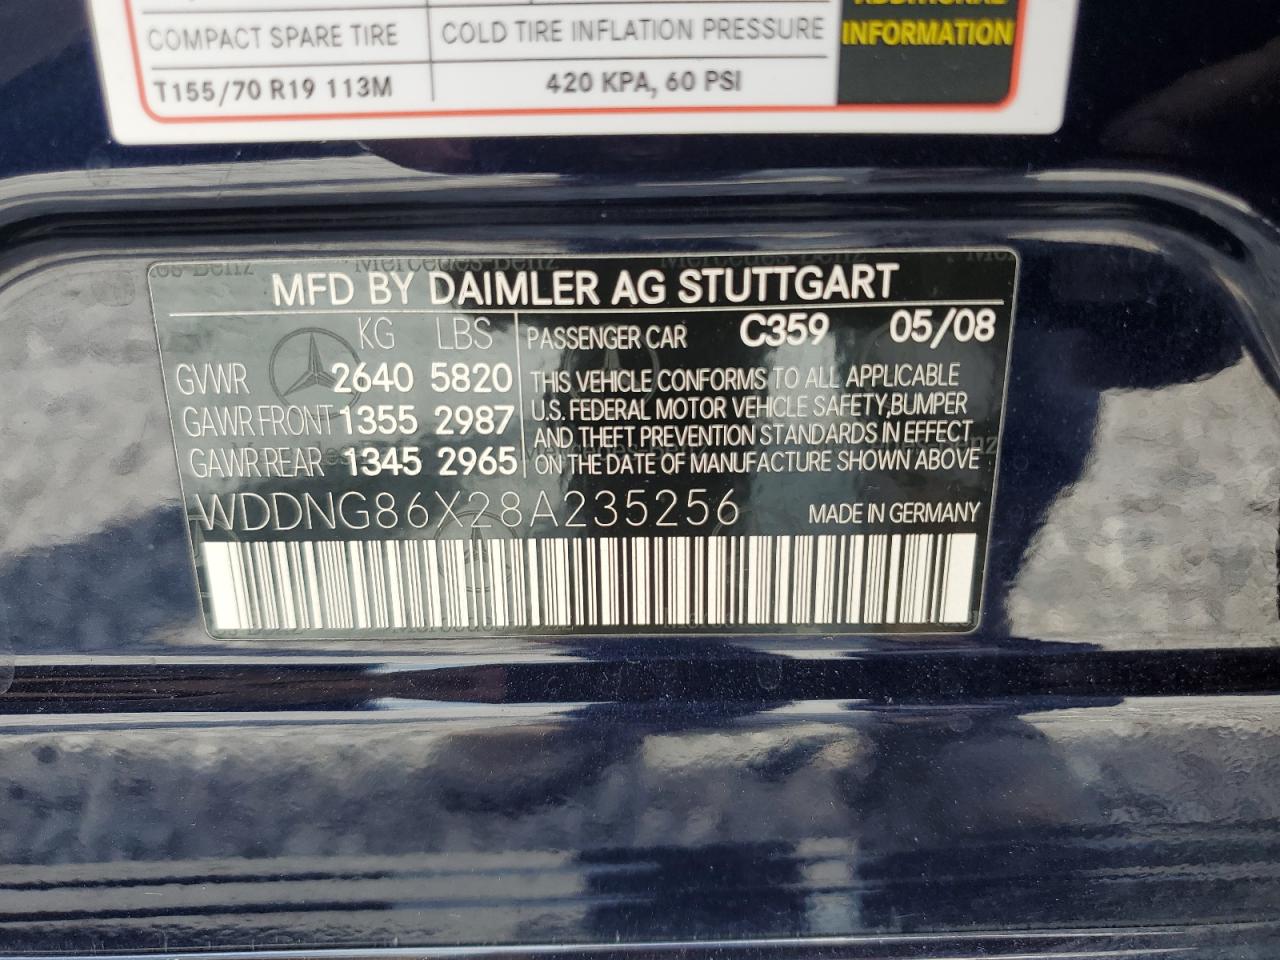 ADDITIONAL
COMPACT SPARE TIRE COLD TIRE INFLATION PRESSURE INFORMATION
T155/70 R19 113M 420 KPA, 60 PSI
Mercedes-Benz
MFD BY DAIMLER AG STUTTGART
KG LBS PASSENGER CAR C359 05/08
GVWR 2640 5820 THIS VEHICLE CONFORMS TO ALL APPLICABLE
GAWR FRONT 1355 2987 U.S. FEDERAL MOTOR VEHICLE SAFETY, BUMPER
AND THEFT PREVENTION STANDARDS IN EFFECT
GAWR REAR 1345 2965 ON THE DATE OF MANUFACTURE SHOWN ABOVE
WDDNG86X28A235256 MADE IN GERMANY